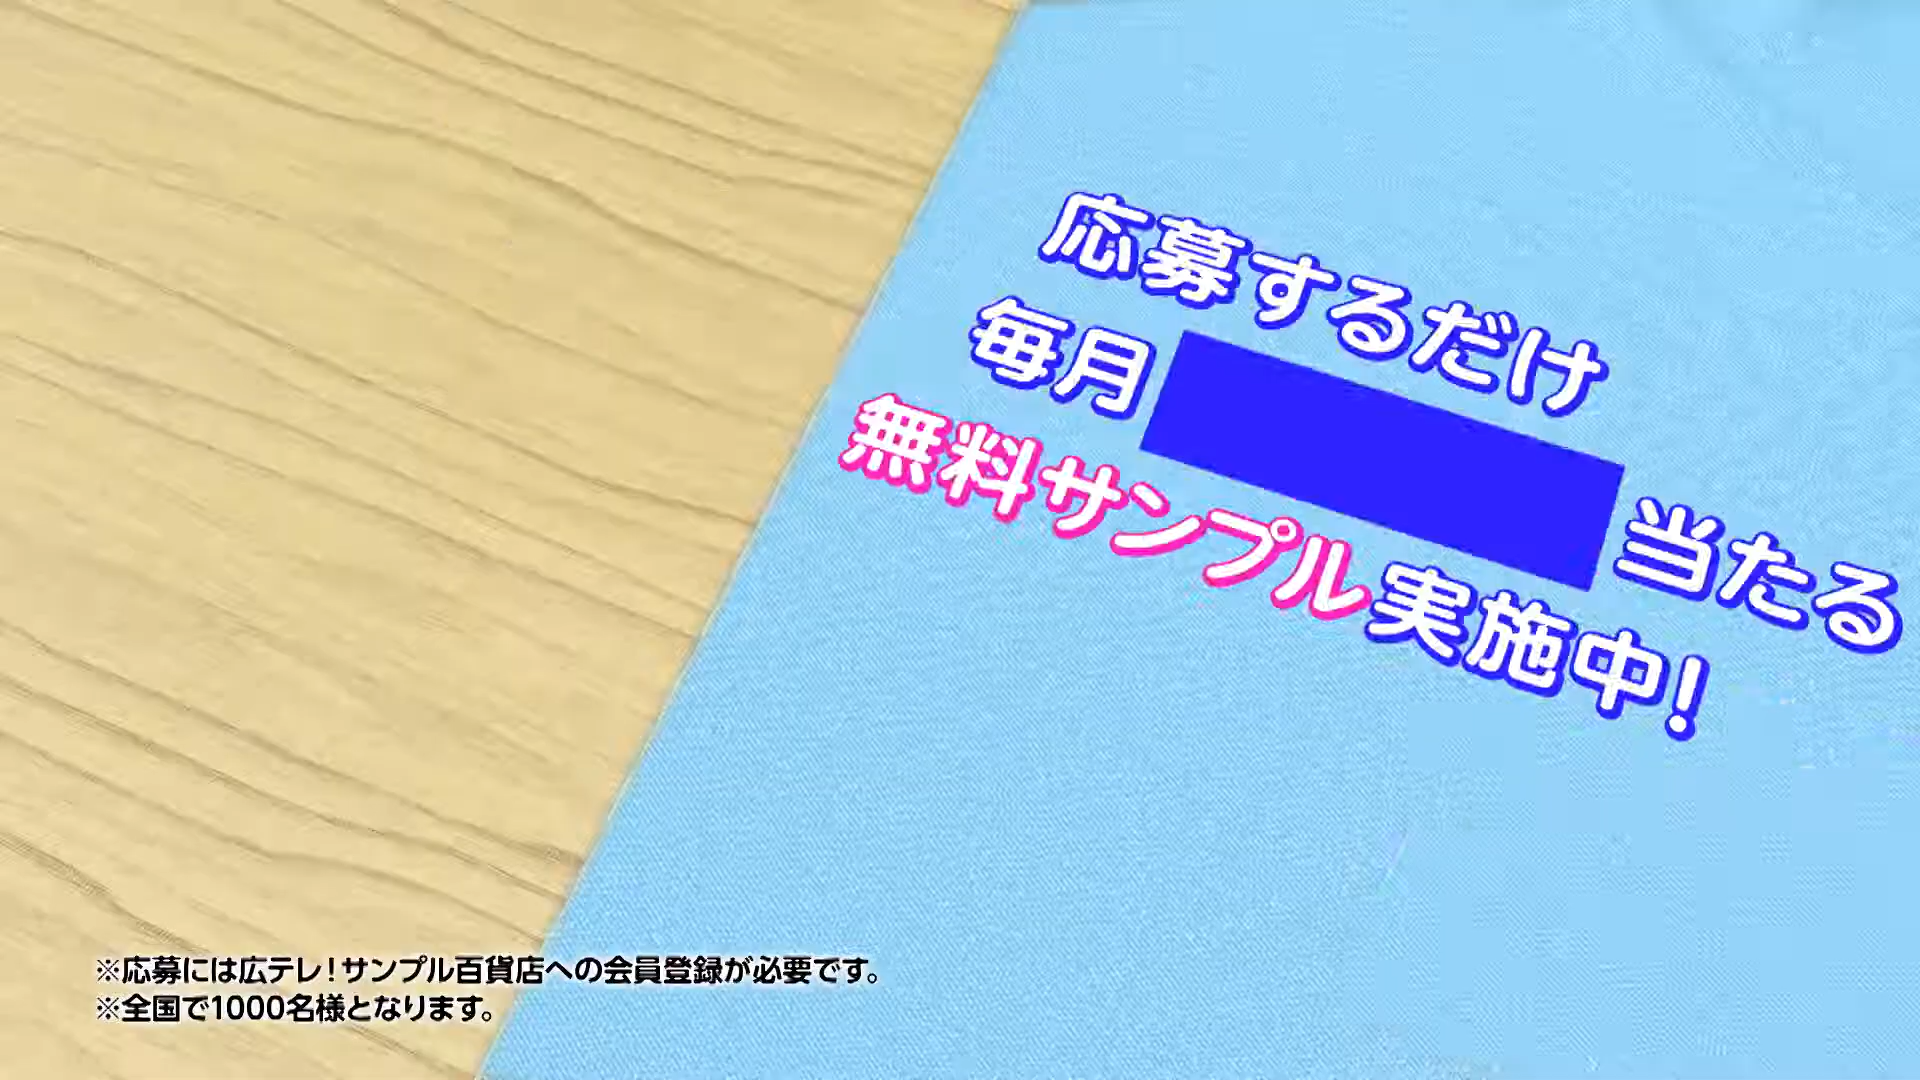 応募するだけ
毎月 当たる
無料サンプル実施中!
※応募には広テレ!サンプル百貨店への会員登録が必要です。
※全国で1000名様となります。